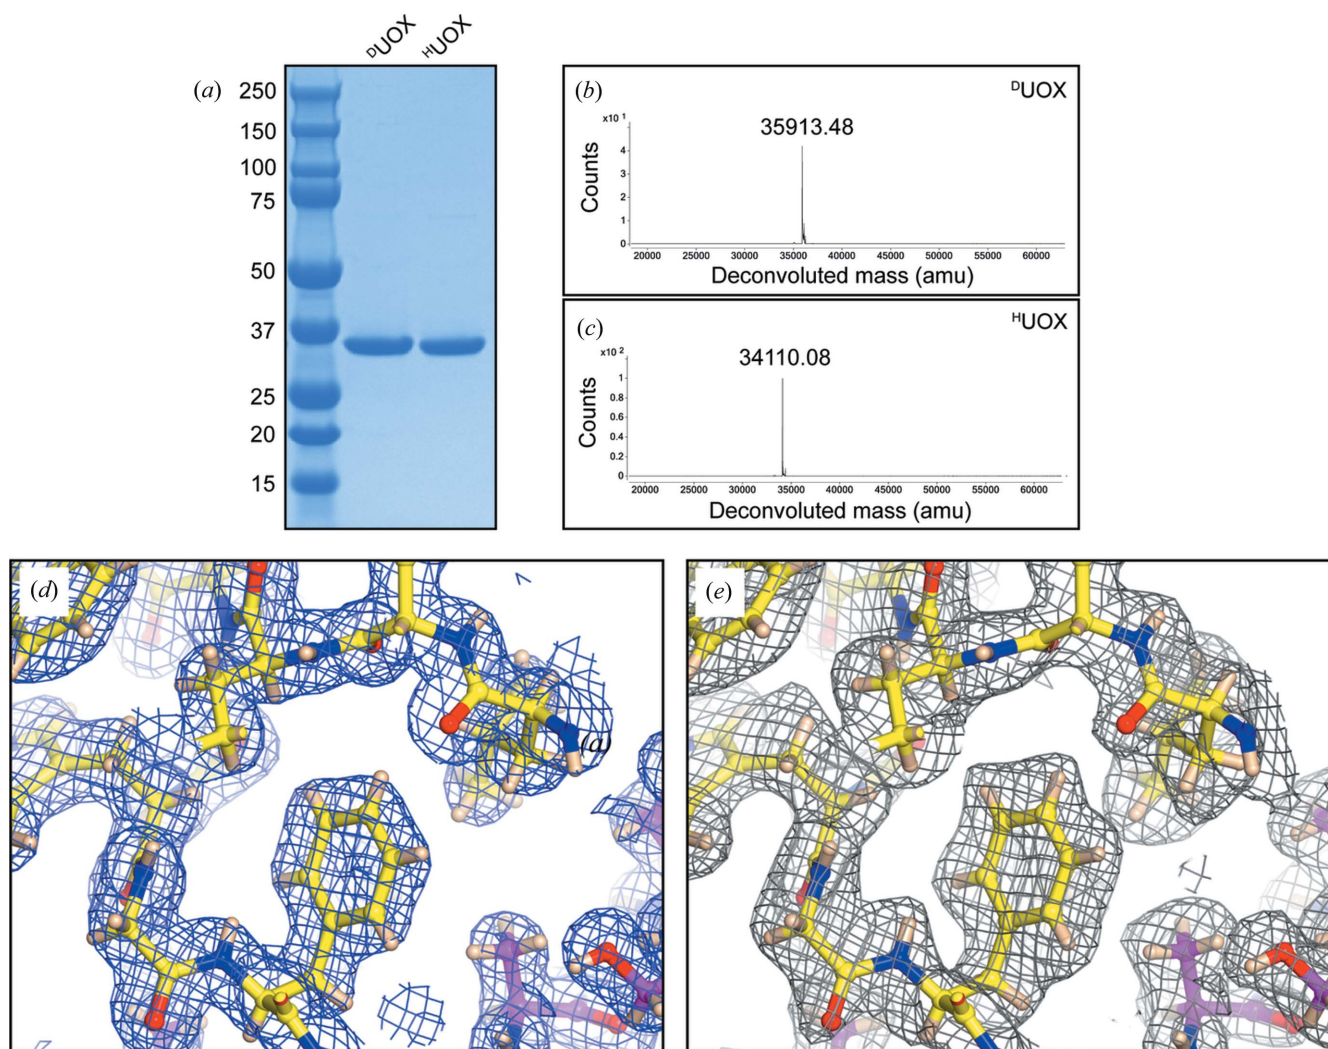 DUOX HUOX
(a)
250
150
100
75
50
37
25
20
15
(b) DUOX
x10 1
35913.48
4
3
2
1
0
Counts
20000 25000 30000 35000 40000 45000 50000 55000 60000
Deconvoluted mass (amu)
(c) HUOX
x10 2
34110.08
1
0.8
0.6
0.4
0.2
0
Counts
20000 25000 30000 35000 40000 45000 50000 55000 60000
Deconvoluted mass (amu)
(d)
(a)
(e)